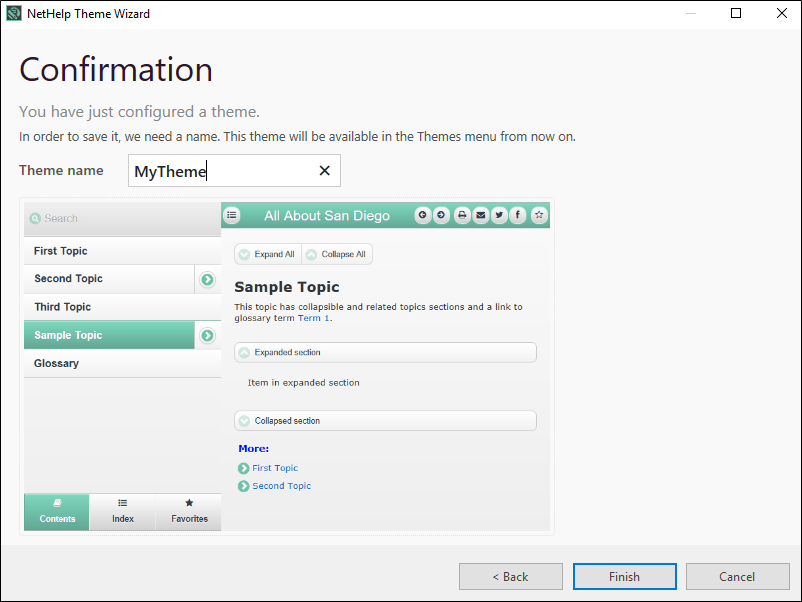 NetHelp Theme Wizard
Confirmation
You have just configured a theme.
In order to save it, we need a name. This theme will be available in the Themes menu from now on.
Theme name
MyTheme
Search
All About San Diego
First Topic
Second Topic
Third Topic
Sample Topic
Glossary
Expand All
Collapse All
Sample Topic
This topic has collapsible and related topics sections and a link to
glossary term Term 1.
Expanded section
Item in expanded section
Collapsed section
More:
First Topic
Second Topic
Contents
Index
Favorites
< Back
Finish
Cancel